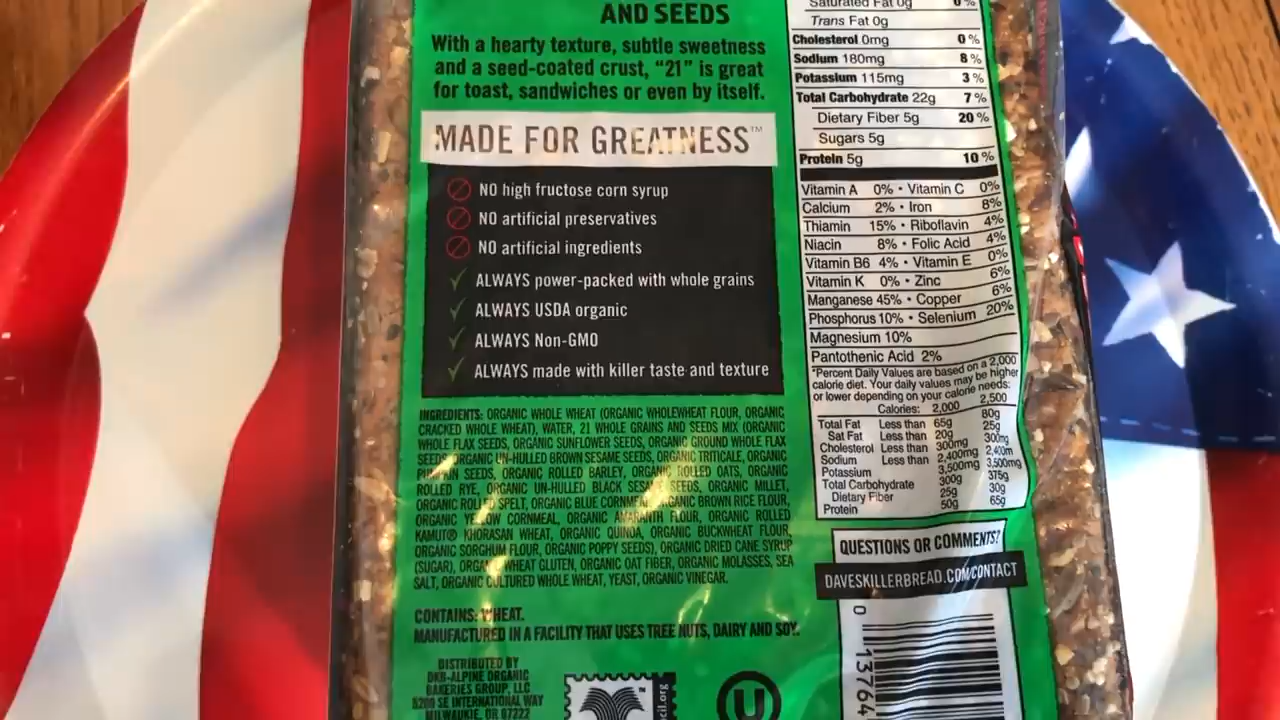 AND SEEDS
With a hearty texture, subtle sweetness
and a seed-coated crust, “21” is great
for toast, sandwiches or even by itself.
MADE FOR GREATNESS™
NO high fructose corn syrup
NO artificial preservatives
NO artificial ingredients
ALWAYS power-packed with whole grains
ALWAYS USDA organic
ALWAYS Non-GMO
ALWAYS made with killer taste and texture
INGREDIENTS: ORGANIC WHOLE WHEAT (ORGANIC WHOLEWHEAT FLOUR, ORGANIC
CRACKED WHOLE WHEAT), WATER, 21 WHOLE GRAINS AND SEEDS MIX (ORGANIC
WHOLE FLAX SEEDS, ORGANIC SUNFLOWER SEEDS, ORGANIC GROUND WHOLE FLAX
SEEDS, ORGANIC UN-HULLED BROWN SESAME SEEDS, ORGANIC TRITICALE, ORGANIC
PUMPKIN SEEDS, ORGANIC ROLLED BARLEY, ORGANIC ROLLED OATS, ORGANIC
ROLLED RYE, ORGANIC UN-HULLED BLACK SESAME SEEDS, ORGANIC MILLET,
ORGANIC ROLLED SPELT, ORGANIC BLUE CORNMEAL, ORGANIC BROWN RICE FLOUR,
ORGANIC YELLOW CORNMEAL, ORGANIC AMARANTH FLOUR, ORGANIC ROLLED
KAMUT® KHORASAN WHEAT, ORGANIC QUINOA, ORGANIC BUCKWHEAT FLOUR,
ORGANIC SORGHUM FLOUR, ORGANIC POPPY SEEDS), ORGANIC DRIED CANE SYRUP
(SUGAR), ORGANIC WHEAT GLUTEN, ORGANIC OAT FIBER, ORGANIC MOLASSES, SEA
SALT, ORGANIC CULTURED WHOLE WHEAT, YEAST, ORGANIC VINEGAR.
CONTAINS: WHEAT.
MANUFACTURED IN A FACILITY THAT USES TREE NUTS, DAIRY AND SOY.
DISTRIBUTED BY
DKB-ALPINE ORGANIC
BAKERIES GROUP, LLC
5209 SE INTERNATIONAL WAY
MILWAUKIE, OR 97222
cil.org
U
Saturated Fat 0g 0%
Trans Fat 0g
Cholesterol 0mg 0%
Sodium 180mg 8%
Potassium 115mg 3%
Total Carbohydrate 22g 7%
Dietary Fiber 5g 20%
Sugars 5g
Protein 5g 10%
Vitamin A 0% • Vitamin C 0%
Calcium 2% • Iron 8%
Thiamin 15% • Riboflavin 4%
Niacin 8% • Folic Acid 4%
Vitamin B6 4% • Vitamin E 0%
Vitamin K 0% • Zinc 6%
Manganese 45% • Copper 6%
Phosphorus 10% • Selenium 20%
Magnesium 10%
Pantothenic Acid 2%
*Percent Daily Values are based on a 2,000
calorie diet. Your daily values may be higher
or lower depending on your calorie needs:
Calories: 2,000 2,500
Total Fat Less than 65g 80g
Sat Fat Less than 20g 25g
Cholesterol Less than 300mg 300mg
Sodium Less than 2,400mg 2,400m
Potassium 3,500mg 3,500mg
Total Carbohydrate 300g 375g
Dietary Fiber 25g 30g
Protein 50g 65g
QUESTIONS OR COMMENTS?
DAVESKILLERBREAD.COM/CONTACT
0 13764